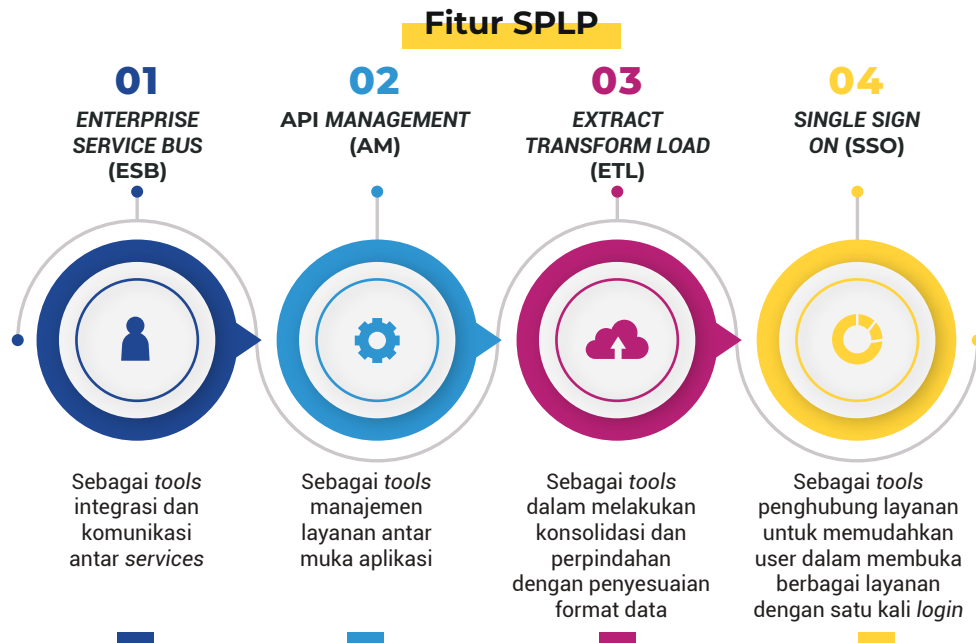 Fitur SPLP
01
ENTERPRISE
SERVICE BUS
(ESB)
Sebagai tools
integrasi dan
komunikasi
antar services
02
API MANAGEMENT
(AM)
Sebagai tools
manajemen
layanan antar
muka aplikasi
03
EXTRACT
TRANSFORM LOAD
(ETL)
Sebagai tools
dalam melakukan
konsolidasi dan
perpindahan
dengan penyesuaian
format data
04
SINGLE SIGN
ON (SSO)
Sebagai tools
penghubung layanan
untuk memudahkan
user dalam membuka
berbagai layanan
dengan satu kali login